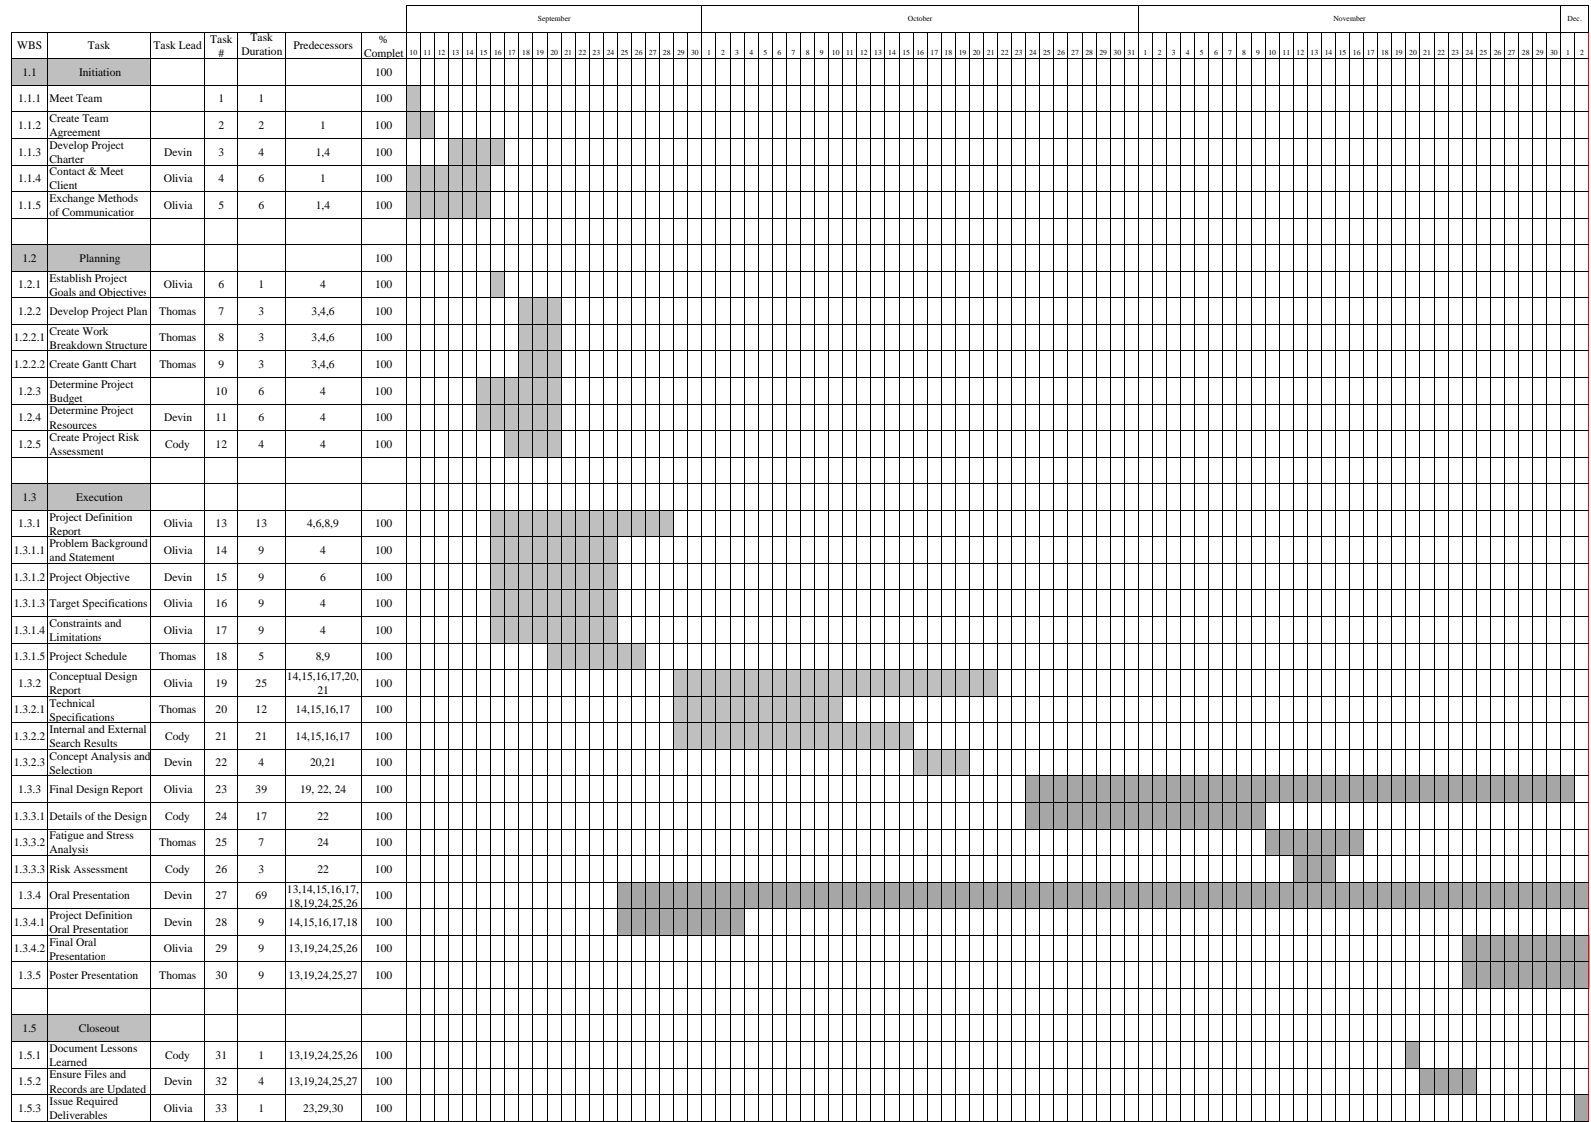 September October November Dec.
WBS Task Task Lead Task # Task Duration Predecessors % Complet 10 11 12 13 14 15 16 17 18 19 20 21 22 23 24 25 26 27 28 29 30 1 2 3 4 5 6 7 8 9 10 11 12 13 14 15 16 17 18 19 20 21 22 23 24 25 26 27 28 29 30 31 1 2 3 4 5 6 7 8 9 10 11 12 13 14 15 16 17 18 19 20 21 22 23 24 25 26 27 28 29 30 1 2
1.1 Initiation 100
1.1.1 Meet Team 1 1 100
1.1.2 Create Team Agreement 2 2 1 100
1.1.3 Develop Project Charter Devin 3 4 1,4 100
1.1.4 Contact & Meet Client Olivia 4 6 1 100
1.1.5 Exchange Methods of Communication Olivia 5 6 1,4 100
1.2 Planning 100
1.2.1 Establish Project Goals and Objectives Olivia 6 1 4 100
1.2.2 Develop Project Plan Thomas 7 3 3,4,6 100
1.2.2.1 Create Work Breakdown Structure Thomas 8 3 3,4,6 100
1.2.2.2 Create Gantt Chart Thomas 9 3 3,4,6 100
1.2.3 Determine Project Budget 10 6 4 100
1.2.4 Determine Project Resources Devin 11 6 4 100
1.2.5 Create Project Risk Assessment Cody 12 4 4 100
1.3 Execution 100
1.3.1 Project Definition Report Olivia 13 13 4,6,8,9 100
1.3.1.1 Problem Background and Statement Olivia 14 9 4 100
1.3.1.2 Project Objective Devin 15 9 6 100
1.3.1.3 Target Specifications Olivia 16 9 4 100
1.3.1.4 Constraints and Limitations Olivia 17 9 4 100
1.3.1.5 Project Schedule Thomas 18 5 8,9 100
1.3.2 Conceptual Design Report Olivia 19 25 14,15,16,17,20,21 100
1.3.2.1 Technical Specifications Thomas 20 12 14,15,16,17 100
1.3.2.2 Internal and External Search Results Cody 21 21 14,15,16,17 100
1.3.2.3 Concept Analysis and Selection Devin 22 4 20,21 100
1.3.3 Final Design Report Olivia 23 39 19, 22, 24 100
1.3.3.1 Details of the Design Cody 24 17 22 100
1.3.3.2 Fatigue and Stress Analysis Thomas 25 7 24 100
1.3.3.3 Risk Assessment Cody 26 3 22 100
1.3.4 Oral Presentation Devin 27 69 13,14,15,16,17,18,19,24,25,26 100
1.3.4.1 Project Definition Oral Presentation Devin 28 9 14,15,16,17,18 100
1.3.4.2 Final Oral Presentation Olivia 29 9 13,19,24,25,26 100
1.3.5 Poster Presentation Thomas 30 9 13,19,24,25,27 100
1.5 Closeout 100
1.5.1 Document Lessons Learned Cody 31 1 13,19,24,25,26 100
1.5.2 Ensure Files and Records are Updated Devin 32 4 13,19,24,25,27 100
1.5.3 Issue Required Deliverables Olivia 33 1 23,29,30 100